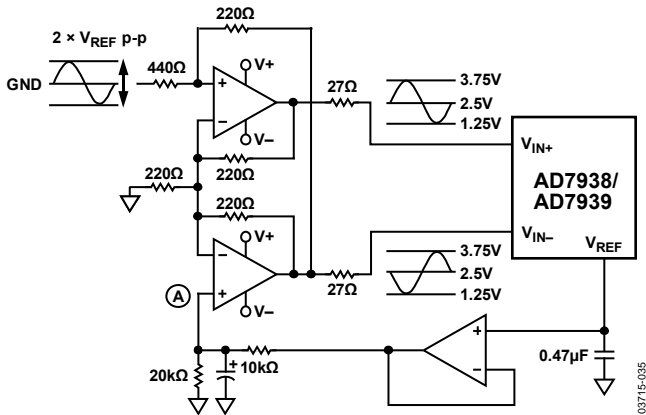 220Ω
2 × VREF p-p
GND
440Ω
V+
+
−
V−
27Ω
3.75V
2.5V
1.25V
220Ω
220Ω
220Ω
V+
−
+
V−
A
27Ω
3.75V
2.5V
1.25V
VIN+
AD7938/
AD7939
VIN−
VREF
20kΩ
+
10kΩ
+
−
0.47µF
03715-035